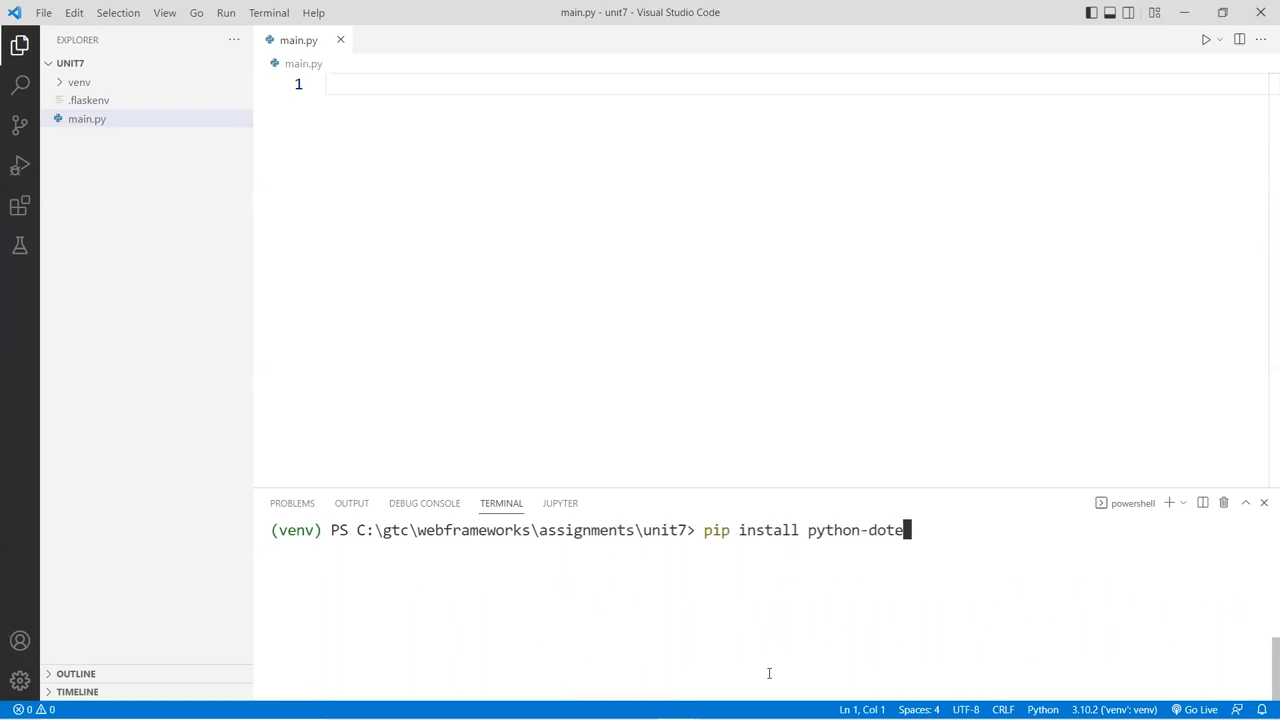 File Edit Selection View Go Run Terminal Help
main.py - unit7 - Visual Studio Code
EXPLORER
main.py
UNIT7
main.py
venv
1
.flaskenv
main.py
PROBLEMS OUTPUT DEBUG CONSOLE TERMINAL JUPYTER
powershell
(venv) PS C:\gtc\webframeworks\assignments\unit7> pip install python-dote
OUTLINE
TIMELINE
0 0
Ln 1, Col 1 Spaces: 4 UTF-8 CRLF Python 3.10.2 ('venv': venv) Go Live